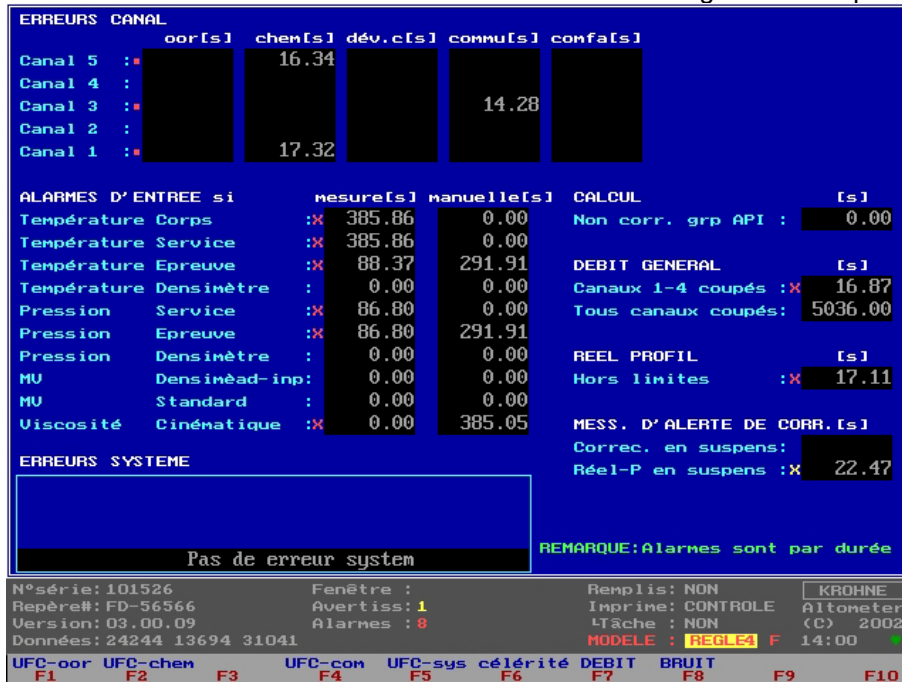 ERREURS CANAL
oor[s] chem[s] dév.c[s] commu[s] comfa[s]
Canal 5 : 16.34
Canal 4 :
Canal 3 : 14.28
Canal 2 :
Canal 1 : 17.32
ALARMES D'ENTREE si mesure[s] manuelle[s] CALCUL [s]
Température Corps :x 385.86 0.00 Non corr. grp API : 0.00
Température Service :x 385.86 0.00
Température Epreuve :x 88.37 291.91 DEBIT GENERAL [s]
Température Densimètre : 0.00 0.00 Canaux 1-4 coupés :x 16.87
Pression Service :x 86.80 0.00 Tous canaux coupés: 5036.00
Pression Epreuve :x 86.80 291.91
Pression Densimètre : 0.00 0.00 REEL PROFIL [s]
MV Densimèad-inp: 0.00 0.00 Hors limites :x 17.11
MV Standard : 0.00 0.00
Viscosité Cinématique :x 0.00 385.05 MESS. D'ALERTE DE CORR.[s]
Correc. en suspens:
ERREURS SYSTEME Réel-P en suspens :x 22.47
REMARQUE:Alarmes sont par durée
Pas de erreur system
N°série:101526 Fenêtre : Remplis: NON KROHNE
Repère#:FD-56566 Avertiss:1 Imprime: CONTROLE Altometer
Version:03.00.09 Alarmes :8 └Tâche : NON (C) 2002
Données:24244 13694 31041 MODELE : REGLE4 F 14:00
UFC-oor UFC-chem UFC-com UFC-sys célérité DEBIT BRUIT
F1 F2 F3 F4 F5 F6 F7 F8 F9 F10